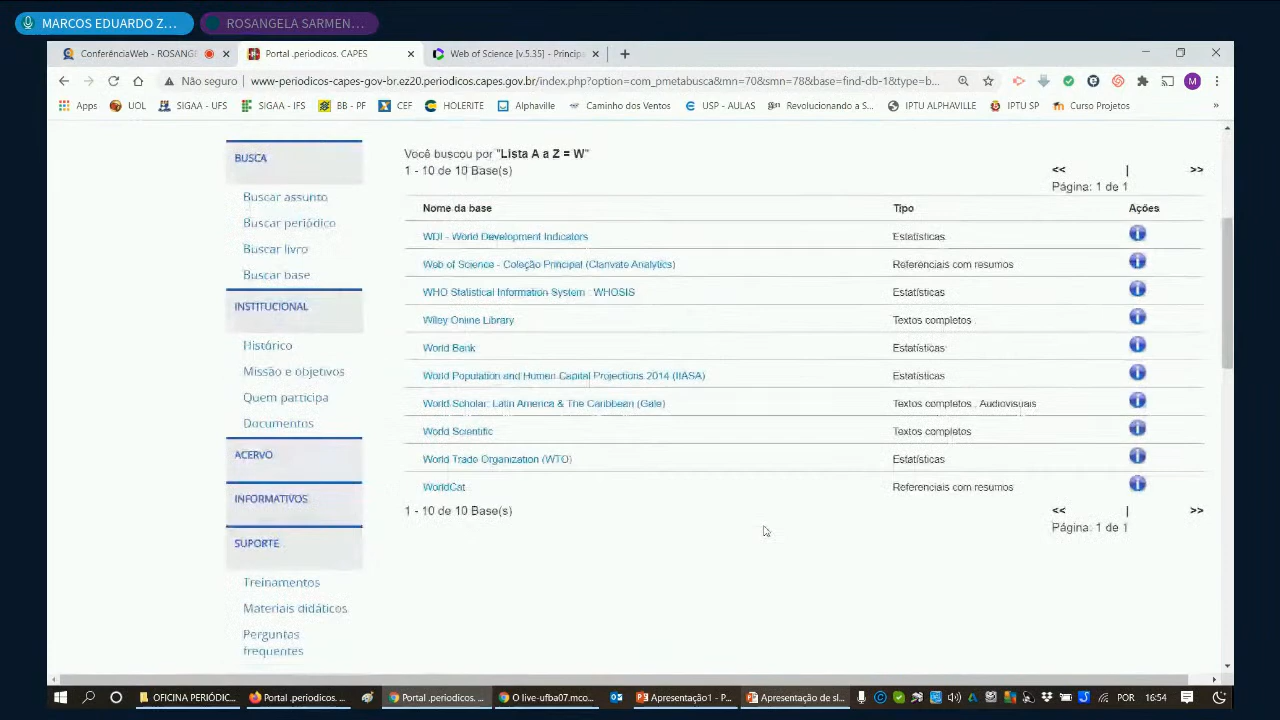 MARCOS EDUARDO Z...
ROSANGELA SARMEN...
ConferênciaWeb - ROSANG
Portal .periodicos. CAPES
Web of Science [v.5.35] - Princip
Não seguro
www-periodicos-capes-gov-br.ez20.periodicos.capes.gov.br/index.php?option=com_pmetabusca&mn=70&smn=78&base=find-db-1&type=b...
M
Apps
UOL
SIGAA - UFS
SIGAA - IFS
BB - PF
CEF
HOLERITE
Alphaville
Caminho dos Ventos
USP - AULAS
Revolucionando a S...
IPTU ALPHAVILLE
IPTU SP
Curso Projetos
»
BUSCA
Buscar assunto
Buscar periódico
Buscar livro
Buscar base
INSTITUCIONAL
Histórico
Missão e objetivos
Quem participa
Documentos
ACERVO
INFORMATIVOS
SUPORTE
Treinamentos
Materiais didáticos
Perguntas
frequentes
Você buscou por "Lista A a Z = W"
1 - 10 de 10 Base(s)
<< | >>
Página: 1 de 1
Nome da base Tipo Ações
WDI - World Development Indicators Estatísticas
Web of Science - Coleção Principal (Clarivate Analytics) Referenciais com resumos
WHO Statistical Information System : WHOSIS Estatísticas
Wiley Online Library Textos completos
World Bank Estatísticas
World Population and Human Capital Projections 2014 (IIASA) Estatísticas
World Scholar: Latin America & The Caribbean (Gale) Textos completos , Audiovisuais
World Scientific Textos completos
World Trade Organization (WTO) Estatísticas
WorldCat Referenciais com resumos
1 - 10 de 10 Base(s)
<< | >>
Página: 1 de 1
OFICINA PERIÓDIC...
Portal .periodicos. ...
Portal .periodicos. ...
O live-ufba07.mco...
Apresentação1 - P...
Apresentação de sl...
POR
16:54